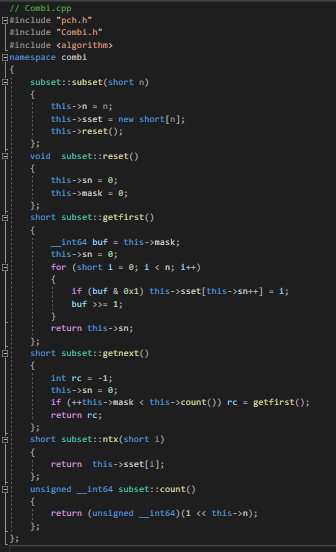 // Combi.cpp
#include "pch.h"
#include "Combi.h"
#include <algorithm>
namespace combi
{
subset::subset(short n)
{
this->n = n;
this->sset = new short[n];
this->reset();
};
void  subset::reset()
{
this->sn = 0;
this->mask = 0;
};
short subset::getfirst()
{
__int64 buf = this->mask;
this->sn = 0;
for (short i = 0; i < n; i++)
{
if (buf & 0x1) this->sset[this->sn++] = i;
buf >>= 1;
}
return this->sn;
};
short subset::getnext()
{
int rc = -1;
this->sn = 0;
if (++this->mask < this->count()) rc = getfirst();
return rc;
};
short subset::ntx(short i)
{
return  this->sset[i];
};
unsigned __int64 subset::count()
{
return (unsigned __int64)(1 << this->n);
};
};